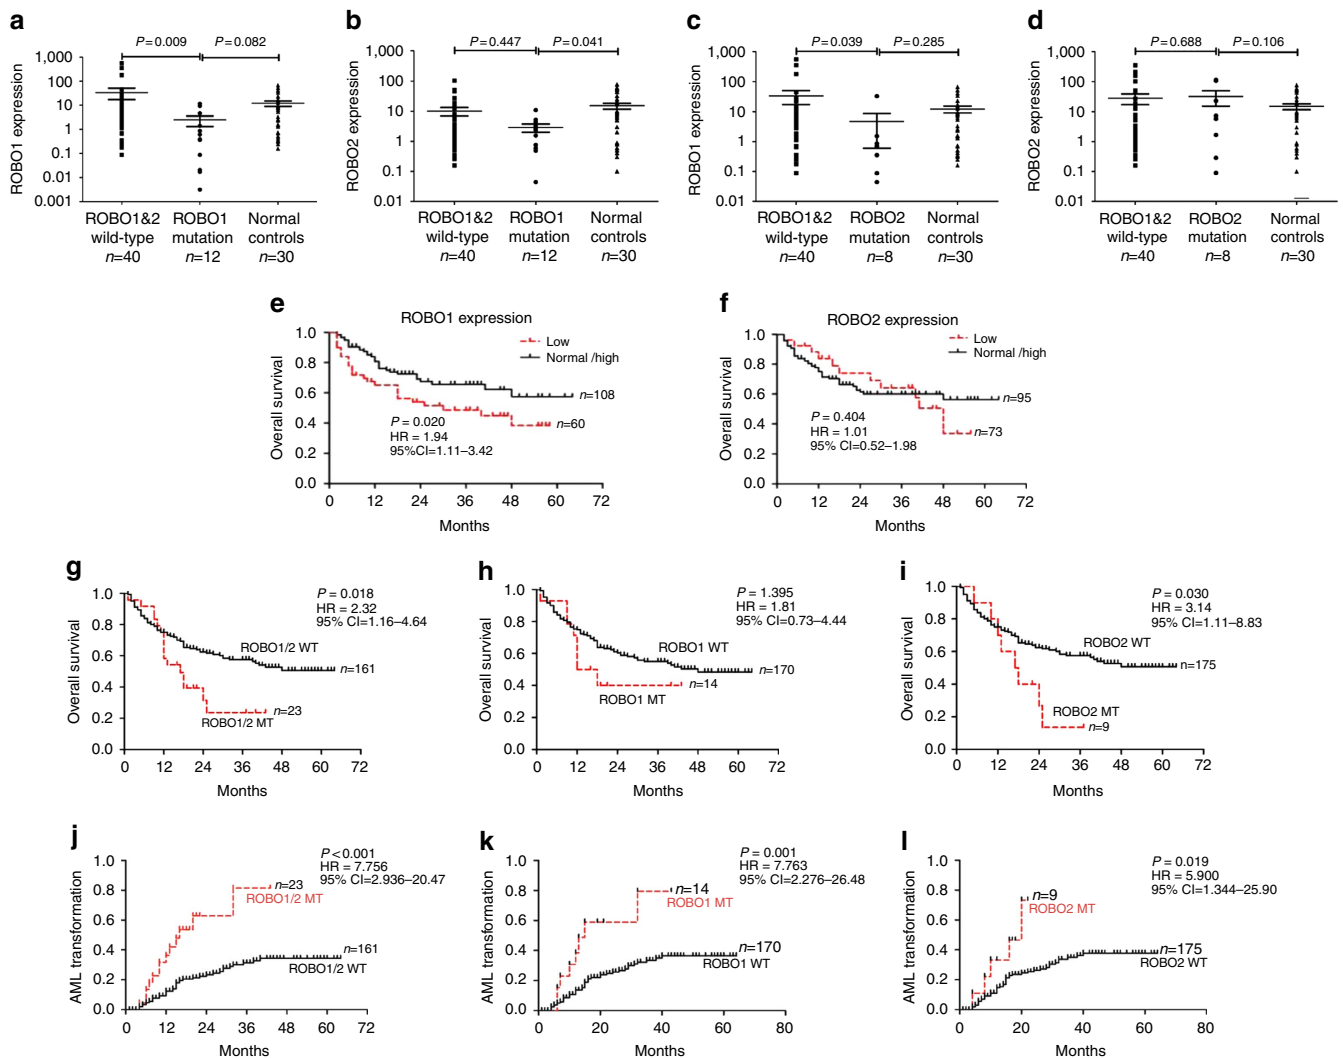 a
P=0.009 P=0.082
ROBO1 expression
1,000
100
10
1
0.1
0.01
0.001
ROBO1&2 wild-type n=40
ROBO1 mutation n=12
Normal controls n=30
b
P=0.447 P=0.041
ROBO2 expression
1,000
100
10
1
0.1
0.01
ROBO1&2 wild-type n=40
ROBO1 mutation n=12
Normal controls n=30
c
P=0.039 P=0.285
ROBO1 expression
1,000
100
10
1
0.1
0.01
ROBO1&2 wild-type n=40
ROBO2 mutation n=8
Normal controls n=30
d
P=0.688 P=0.106
ROBO2 expression
1,000
100
10
1
0.1
0.01
ROBO1&2 wild-type n=40
ROBO2 mutation n=8
Normal controls n=30
e
ROBO1 expression
Low
Normal /high
Overall survival
1.0
0.8
0.6
0.4
0.2
0.0
n=108
n=60
P = 0.020
HR = 1.94
95%CI=1.11–3.42
0 12 24 36 48 60 72
Months
f
ROBO2 expression
Low
Normal /high
Overall survival
1.0
0.8
0.6
0.4
0.2
0.0
n=95
n=73
P = 0.404
HR = 1.01
95% CI=0.52–1.98
0 12 24 36 48 60 72
Months
g
P = 0.018
HR = 2.32
95% CI=1.16–4.64
Overall survival
1.0
0.8
0.6
0.4
0.2
0.0
ROBO1/2 WT
n=161
n=23
ROBO1/2 MT
0 12 24 36 48 60 72
Months
h
P = 1.395
HR = 1.81
95% CI=0.73–4.44
Overall survival
1.0
0.8
0.6
0.4
0.2
0.0
ROBO1 WT
n=170
n=14
ROBO1 MT
0 12 24 36 48 60 72
Months
i
P = 0.030
HR = 3.14
95% CI=1.11–8.83
Overall survival
1.0
0.8
0.6
0.4
0.2
0.0
ROBO2 WT
n=175
ROBO2 MT
n=9
0 12 24 36 48 60 72
Months
j
P < 0.001
HR = 7.756
95% CI=2.936–20.47
AML transformation
1.0
0.8
0.6
0.4
0.2
0.0
n=23
ROBO1/2 MT
n=161
ROBO1/2 WT
0 12 24 36 48 60 72
Months
k
P = 0.001
HR = 7.763
95% CI=2.276–26.48
AML transformation
1.0
0.8
0.6
0.4
0.2
0.0
n=14
ROBO1 MT
n=170
ROBO1 WT
0 20 40 60 80
Months
l
P = 0.019
HR = 5.900
95% CI=1.344–25.90
AML transformation
1.0
0.8
0.6
0.4
0.2
0.0
n=9
ROBO2 MT
n=175
ROBO2 WT
0 20 40 60 80
Months